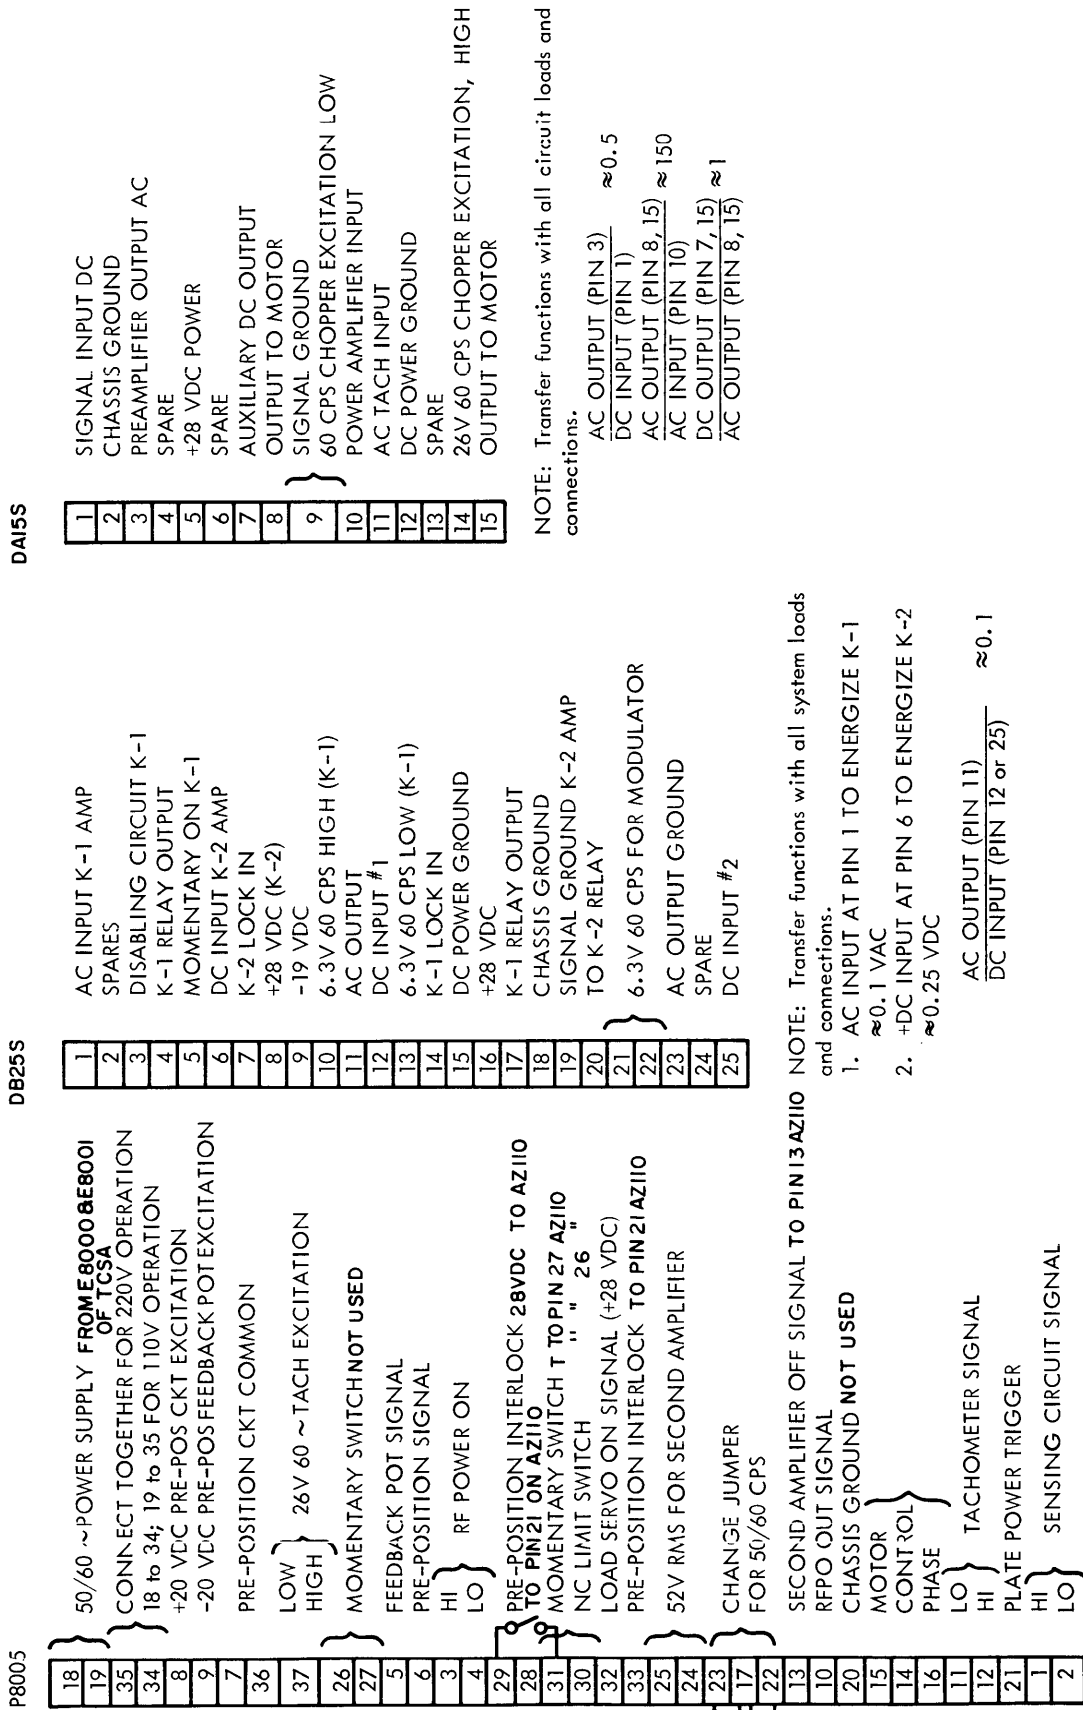 P8005
18
19
50/60 ~POWER SUPPLY FROM E8000&E8001
OF TCSA
35
34
CONNECT TOGETHER FOR 220V OPERATION
18 to 34; 19 to 35 FOR 110V OPERATION
8 +20 VDC PRE-POS CKT EXCITATION
9 -20 VDC PRE-POS FEEDBACK POT EXCITATION
7 PRE-POSITION CKT COMMON
36 LOW
37 HIGH
26V 60 ~ TACH EXCITATION
26
27
MOMENTARY SWITCH NOT USED
5 FEEDBACK POT SIGNAL
6 PRE-POSITION SIGNAL
3 HI
4 LO
RF POWER ON
29 PRE-POSITION INTERLOCK 28VDC TO AZ110
28 TO PIN 21 ON AZ110
31 MOMENTARY SWITCH T TO PIN 27 AZ110
30 NC LIMIT SWITCH " " 26 "
32 LOAD SERVO ON SIGNAL (+28 VDC)
33 PRE-POSITION INTERLOCK TO PIN 21 AZ110
25
24
52V RMS FOR SECOND AMPLIFIER
23
17
22
CHANGE JUMPER
FOR 50/60 CPS
13 SECOND AMPLIFIER OFF SIGNAL TO PIN 13 AZ110
10 RFPO OUT SIGNAL
20 CHASSIS GROUND NOT USED
15 MOTOR
14 CONTROL
16 PHASE
11 LO
12 HI
TACHOMETER SIGNAL
21 PLATE POWER TRIGGER
1 HI
2 LO
SENSING CIRCUIT SIGNAL
DB25S
1 AC INPUT K-1 AMP
2 SPARES
3 DISABLING CIRCUIT K-1
4 K-1 RELAY OUTPUT
5 MOMENTARY ON K-1
6 DC INPUT K-2 AMP
7 K-2 LOCK IN
8 +28 VDC (K-2)
9 -19 VDC
10 6.3V 60 CPS HIGH (K-1)
11 AC OUTPUT
12 DC INPUT #1
13 6.3V 60 CPS LOW (K-1)
14 K-1 LOCK IN
15 DC POWER GROUND
16 +28 VDC
17 K-1 RELAY OUTPUT
18 CHASSIS GROUND
19 SIGNAL GROUND K-2 AMP
20 TO K-2 RELAY
21
22
6.3V 60 CPS FOR MODULATOR
23 AC OUTPUT GROUND
24 SPARE
25 DC INPUT #2
NOTE: Transfer functions with all system loads
and connections.
1. AC INPUT AT PIN 1 TO ENERGIZE K-1
≈0.1 VAC
2. +DC INPUT AT PIN 6 TO ENERGIZE K-2
≈0.25 VDC
AC OUTPUT (PIN 11)
DC INPUT (PIN 12 or 25)
≈0.1
DA15S
1 SIGNAL INPUT DC
2 CHASSIS GROUND
3 PREAMPLIFIER OUTPUT AC
4 SPARE
5 +28 VDC POWER
6 SPARE
7 AUXILIARY DC OUTPUT
8 OUTPUT TO MOTOR
9 SIGNAL GROUND
60 CPS CHOPPER EXCITATION LOW
10 POWER AMPLIFIER INPUT
11 AC TACH INPUT
12 DC POWER GROUND
13 SPARE
14 26V 60 CPS CHOPPER EXCITATION, HIGH
15 OUTPUT TO MOTOR
NOTE: Transfer functions with all circuit loads and
connections.
AC OUTPUT (PIN 3)
DC INPUT (PIN 1)
≈0.5
AC OUTPUT (PIN 8, 15)
AC INPUT (PIN 10)
≈150
DC OUTPUT (PIN 7, 15)
AC OUTPUT (PIN 8, 15)
≈1